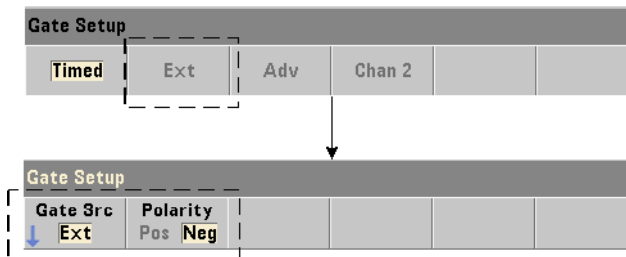 Gate Setup
Timed Ext Adv Chan 2
Gate Setup
Gate Src Polarity
Ext Pos Neg